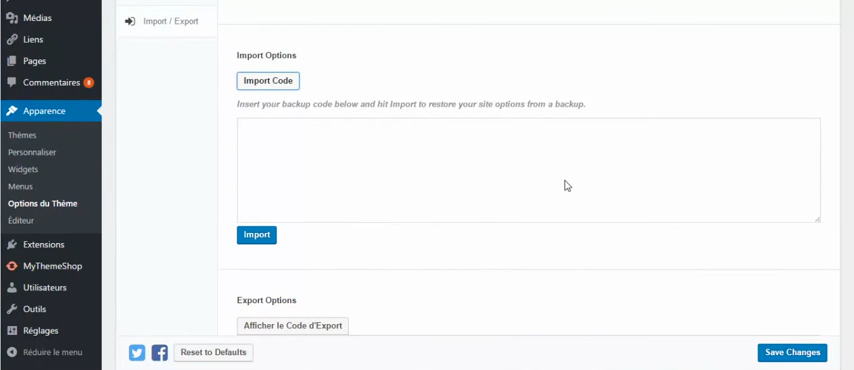 Médias
Liens
Pages
Commentaires 8
Apparence
Thèmes
Personnaliser
Widgets
Menus
Options du Thème
Éditeur
Extensions
MyThemeShop
Utilisateurs
Outils
Réglages
Réduire le menu
Import / Export
Import Options
Import Code
Insert your backup code below and hit Import to restore your site options from a backup.
Import
Export Options
Afficher le Code d'Export
Reset to Defaults
Save Changes